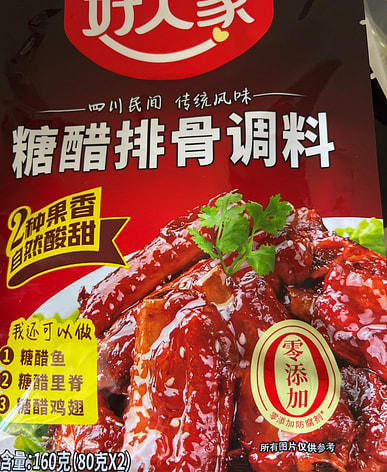 好人家
四川民间 传统风味
糖醋排骨调料
2种果香
自然酸甜
我还可以做
1 糖醋鱼
2 糖醋里脊
3 糖醋鸡翅
零添加
零添加防腐剂*
净含量:160克(80克X2)
所有图片仅供参考